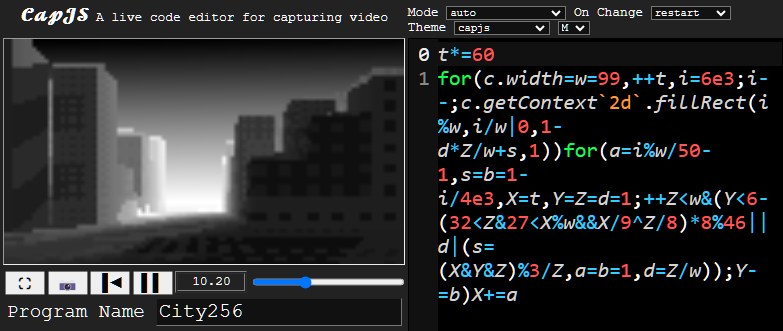 CapJS A live code editor for capturing video
Mode auto On Change restart
Theme capjs M
0 t*=60
1 for(c.width=w=99,++t,i=6e3;i-
-;c.getContext`2d`.fillRect(i
%w,i/w|0,1-
d*Z/w+s,1))for(a=i%w/50-
1,s=b=1-
i/4e3,X=t,Y=Z=d=1;++Z<w&(Y<6-
(32<Z&27<X%w&&X/9^Z/8)*8%46||
d|(s=
(X&Y&Z)%3/Z,a=b=1,d=Z/w));Y-
=b)X+=a
10.20
Program Name City256